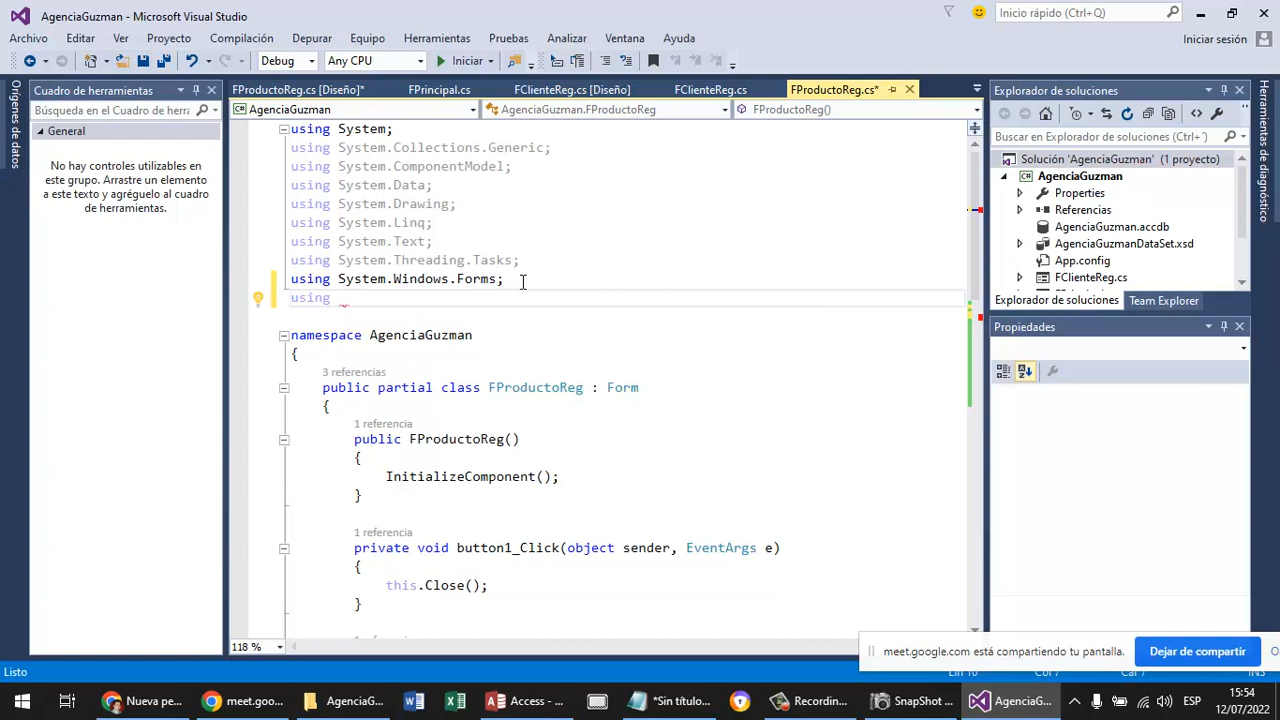 AgenciaGuzman - Microsoft Visual Studio
Inicio rápido (Ctrl+Q)
Archivo Editar Ver Proyecto Compilación Depurar Equipo Herramientas Pruebas Analizar Ventana Ayuda
Iniciar sesión
Debug Any CPU Iniciar
Orígenes de datos
Cuadro de herramientas
Búsqueda en el Cuadro de herra
General
No hay controles utilizables en
este grupo. Arrastre un elemento
a este texto y agréguelo al cuadro
de herramientas.
FProductoReg.cs [Diseño]* FPrincipal.cs FClienteReg.cs [Diseño] FClienteReg.cs FProductoReg.cs*
AgenciaGuzman AgenciaGuzman.FProductoReg FProductoReg()
using System;
using System.Collections.Generic;
using System.ComponentModel;
using System.Data;
using System.Drawing;
using System.Linq;
using System.Text;
using System.Threading.Tasks;
using System.Windows.Forms;
using
namespace AgenciaGuzman
{
3 referencias
public partial class FProductoReg : Form
{
1 referencia
public FProductoReg()
{
InitializeComponent();
}
1 referencia
private void button1_Click(object sender, EventArgs e)
{
this.Close();
}
118 %
Explorador de soluciones
Buscar en Explorador de soluciones (Ctrl+')
Solución 'AgenciaGuzman' (1 proyecto)
AgenciaGuzman
Properties
Referencias
AgenciaGuzman.accdb
AgenciaGuzmanDataSet.xsd
App.config
FClienteReg.cs
Explorador de soluciones Team Explorer
Propiedades
Herramientas de diagnóstico
meet.google.com está compartiendo tu pantalla. Dejar de compartir
Listo
INS
Nueva pe... meet.goo... AgenciaG... Access - ... *Sin título... Recording... SnapShot ... AgenciaG...
ESP
15:54
12/07/2022